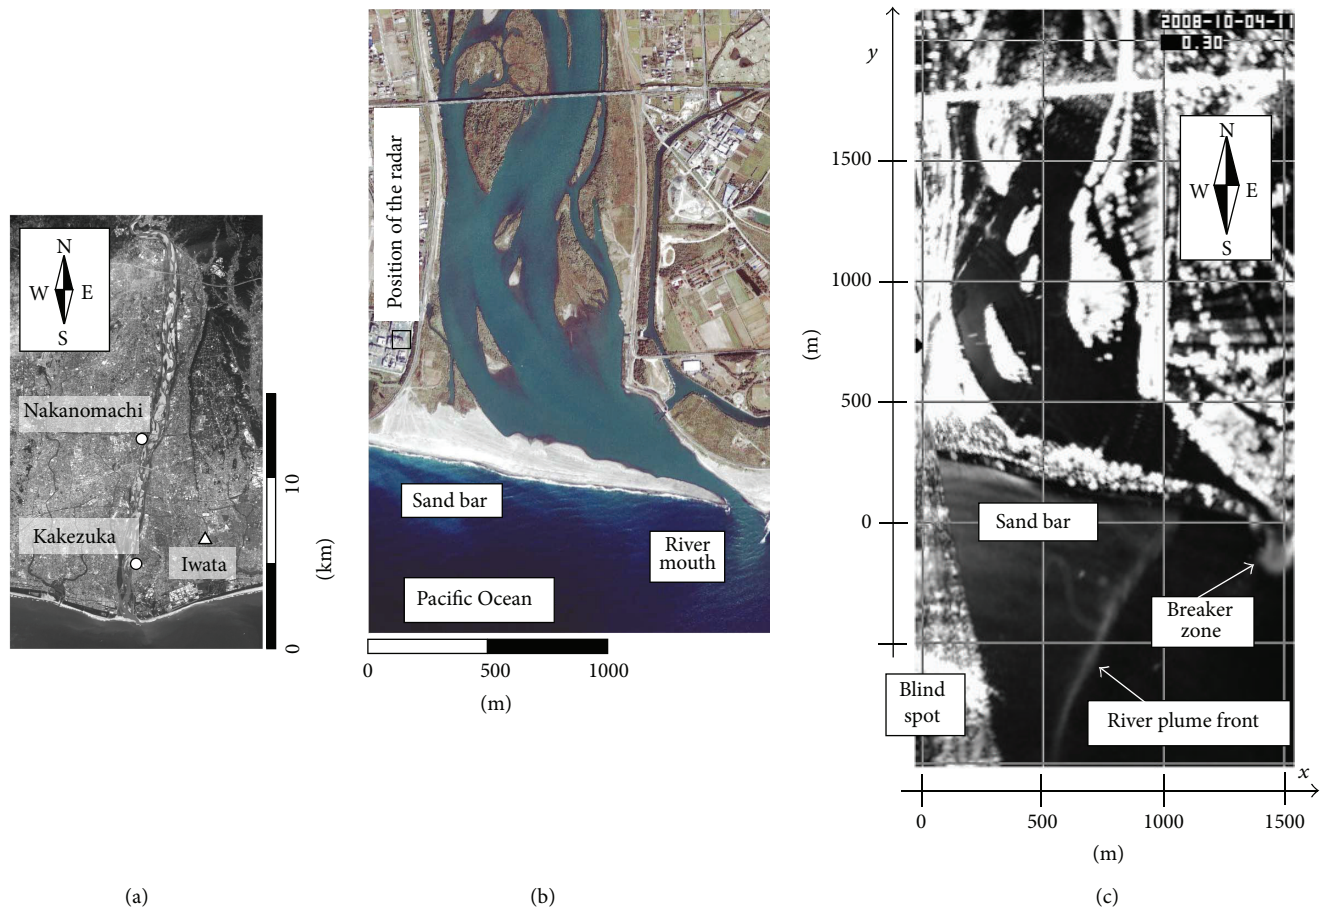 N
W E
S
Nakanomachi
Kakezuka
Iwata
10
0
(km)
(a)
Position of the radar
Sand bar
River
mouth
Pacific Ocean
0 500 1000
(m)
(b)
y
2008-10-04-11
0.30
N
W E
S
1500
1000
(m)
500
0
Sand bar
Breaker
zone
Blind
spot
River plume front
x
0 500 1000 1500
(m)
(c)